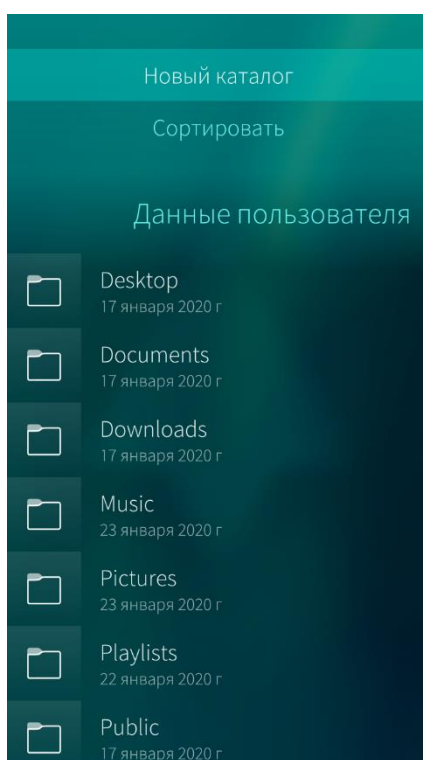 Новый каталог
Сортировать
Данные пользователя
Desktop
17 января 2020 г
Documents
17 января 2020 г
Downloads
17 января 2020 г
Music
23 января 2020 г
Pictures
23 января 2020 г
Playlists
22 января 2020 г
Public
17 января 2020 г